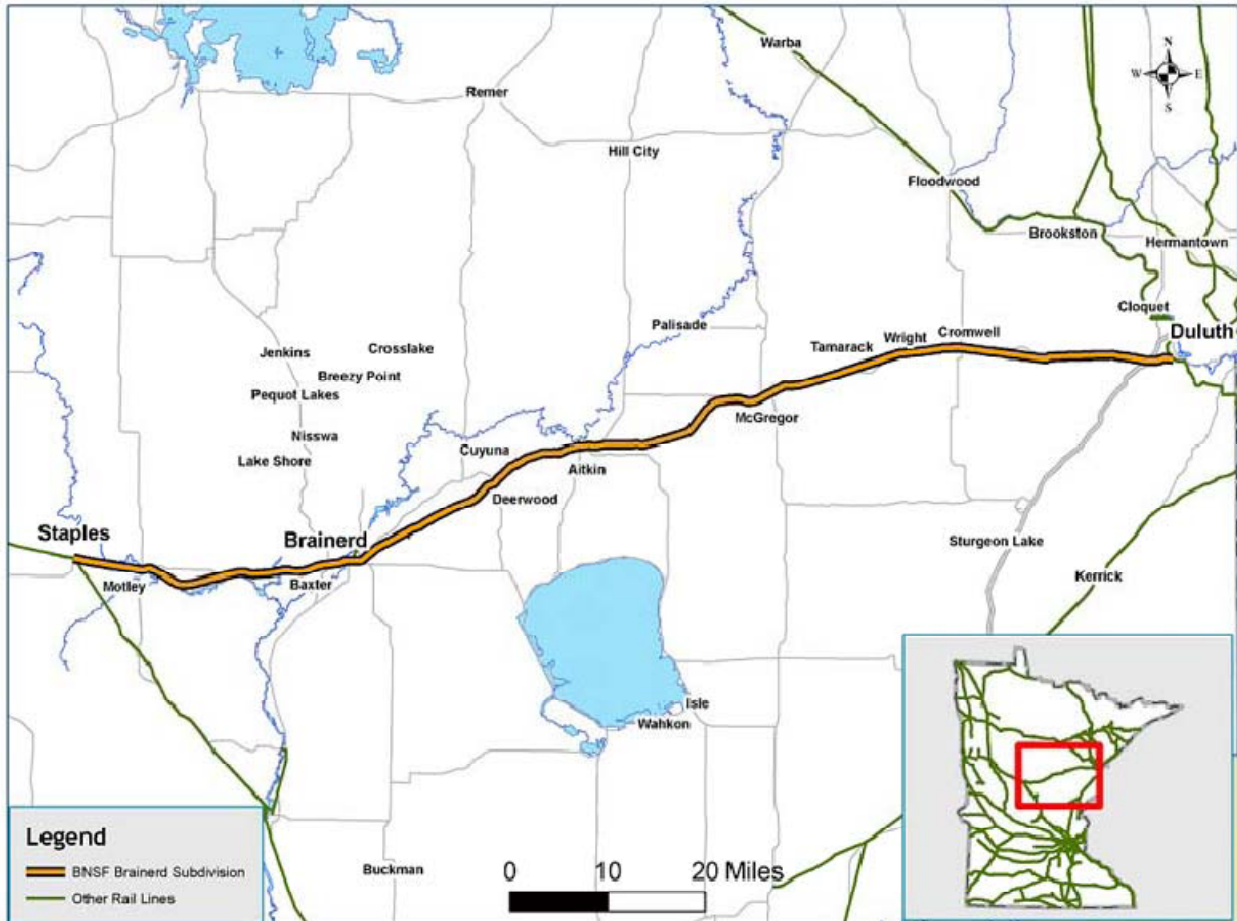 Warba
N
W E
S
Remer
Hill City
Floodwood
Brookston
Hermantown
Cloquet
Duluth
Palisade
Tamarack
Wright
Cromwell
Jenkins
Crosslake
Breezy Point
Pequot Lakes
McGregor
Nisswa
Cuyuna
Lake Shore
Aitkin
Deerwood
Staples
Brainerd
Sturgeon Lake
Motley
Baxter
Kerrick
Isle
Wahkon
Legend
BNSF Brainerd Subdivision
Other Rail Lines
Buckman
0 10 20 Miles